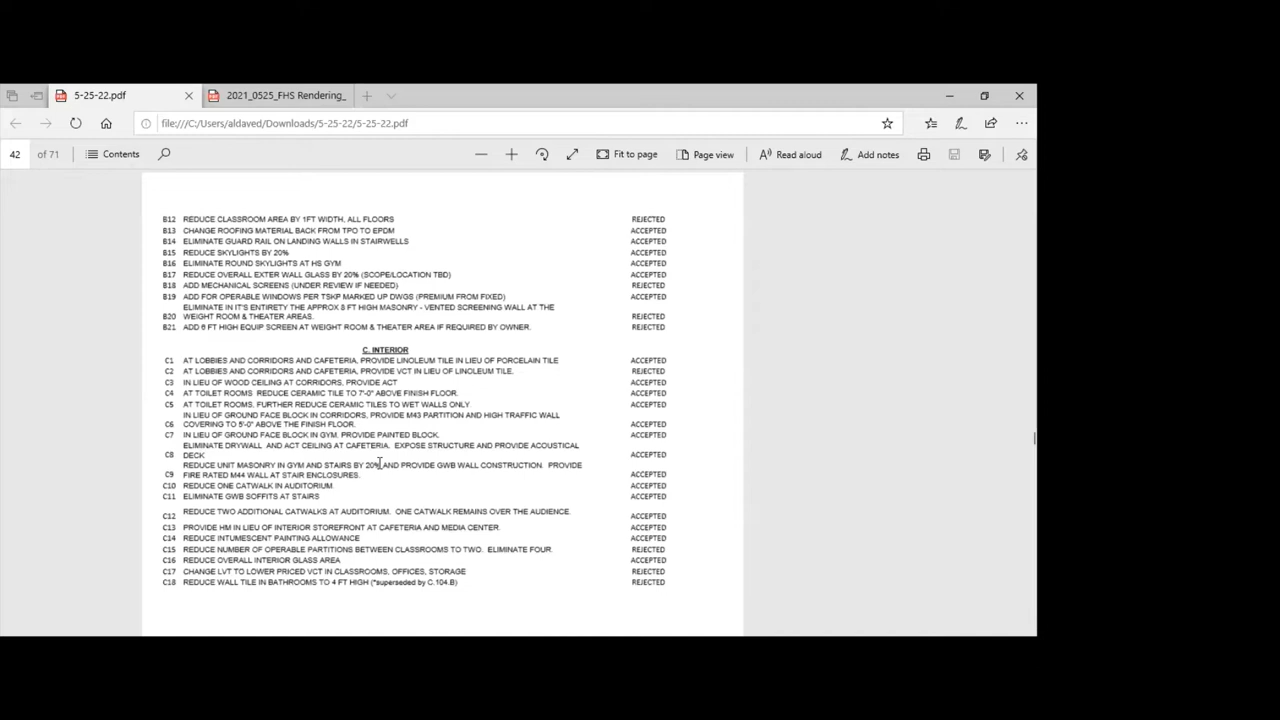 5-25-22.pdf
2021_0525_FHS Rendering_
file:///C:/Users/aldaved/Downloads/5-25-22/5-25-22.pdf
42 of 71 Contents Fit to page Page view Read aloud Add notes
B12 REDUCE CLASSROOM AREA BY 1FT WIDTH, ALL FLOORS REJECTED
B13 CHANGE ROOFING MATERIAL BACK FROM TPO TO EPDM ACCEPTED
B14 ELIMINATE GUARD RAIL ON LANDING WALLS IN STAIRWELLS ACCEPTED
B15 REDUCE SKYLIGHTS BY 20% ACCEPTED
B16 ELIMINATE ROUND SKYLIGHTS AT HS GYM ACCEPTED
B17 REDUCE OVERALL EXTER WALL GLASS BY 20% (SCOPE/LOCATION TBD) ACCEPTED
B18 ADD MECHANICAL SCREENS (UNDER REVIEW IF NEEDED) REJECTED
B19 ADD FOR OPERABLE WINDOWS PER TSKP MARKED UP DWGS (PREMIUM FROM FIXED) ACCEPTED
ELIMINATE IN IT'S ENTIRETY THE APPROX 8 FT HIGH MASONRY - VENTED SCREENING WALL AT THE
B20 WEIGHT ROOM & THEATER AREAS. REJECTED
B21 ADD 6 FT HIGH EQUIP SCREEN AT WEIGHT ROOM & THEATER AREA IF REQUIRED BY OWNER. REJECTED
C. INTERIOR
C1 AT LOBBIES AND CORRIDORS AND CAFETERIA, PROVIDE LINOLEUM TILE IN LIEU OF PORCELAIN TILE ACCEPTED
C2 AT LOBBIES AND CORRIDORS AND CAFETERIA, PROVIDE VCT IN LIEU OF LINOLEUM TILE. REJECTED
C3 IN LIEU OF WOOD CEILING AT CORRIDORS, PROVIDE ACT ACCEPTED
C4 AT TOILET ROOMS REDUCE CERAMIC TILE TO 7'-0" ABOVE FINISH FLOOR. ACCEPTED
C5 AT TOILET ROOMS, FURTHER REDUCE CERAMIC TILES TO WET WALLS ONLY ACCEPTED
IN LIEU OF GROUND FACE BLOCK IN CORRIDORS, PROVIDE M43 PARTITION AND HIGH TRAFFIC WALL
C6 COVERING TO 5'-0" ABOVE THE FINISH FLOOR. ACCEPTED
C7 IN LIEU OF GROUND FACE BLOCK IN GYM. PROVIDE PAINTED BLOCK. ACCEPTED
ELIMINATE DRYWALL AND ACT CEILING AT CAFETERIA. EXPOSE STRUCTURE AND PROVIDE ACOUSTICAL
C8 DECK ACCEPTED
REDUCE UNIT MASONRY IN GYM AND STAIRS BY 20% AND PROVIDE GWB WALL CONSTRUCTION. PROVIDE
C9 FIRE RATED M44 WALL AT STAIR ENCLOSURES. ACCEPTED
C10 REDUCE ONE CATWALK IN AUDITORIUM. ACCEPTED
C11 ELIMINATE GWB SOFFITS AT STAIRS ACCEPTED
REDUCE TWO ADDITIONAL CATWALKS AT AUDITORIUM. ONE CATWALK REMAINS OVER THE AUDIENCE.
C12 ACCEPTED
C13 PROVIDE HM IN LIEU OF INTERIOR STOREFRONT AT CAFETERIA AND MEDIA CENTER. ACCEPTED
C14 REDUCE INTUMESCENT PAINTING ALLOWANCE ACCEPTED
C15 REDUCE NUMBER OF OPERABLE PARTITIONS BETWEEN CLASSROOMS TO TWO. ELIMINATE FOUR. REJECTED
C16 REDUCE OVERALL INTERIOR GLASS AREA ACCEPTED
C17 CHANGE LVT TO LOWER PRICED VCT IN CLASSROOMS, OFFICES, STORAGE REJECTED
C18 REDUCE WALL TILE IN BATHROOMS TO 4 FT HIGH (*superseded by C.104.B) REJECTED